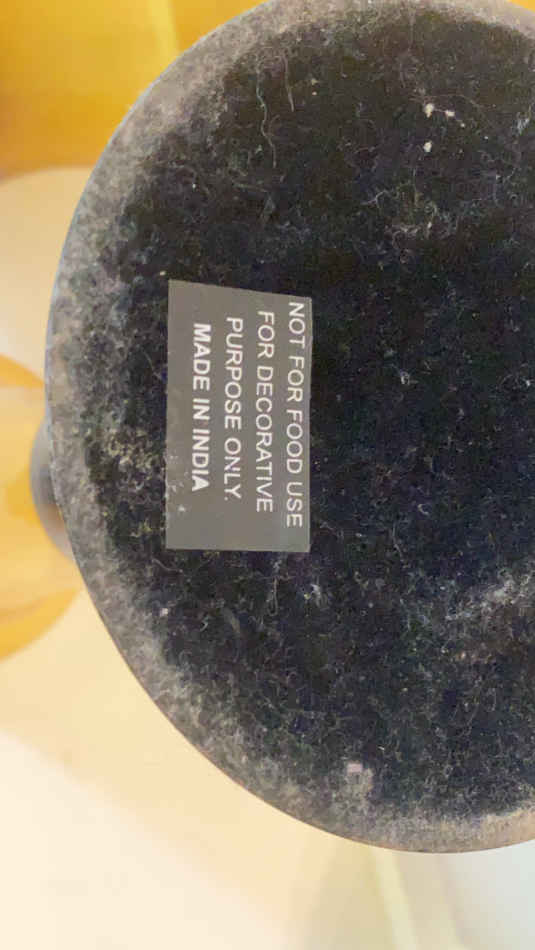 NOT FOR FOOD USE
FOR DECORATIVE
PURPOSE ONLY.
MADE IN INDIA